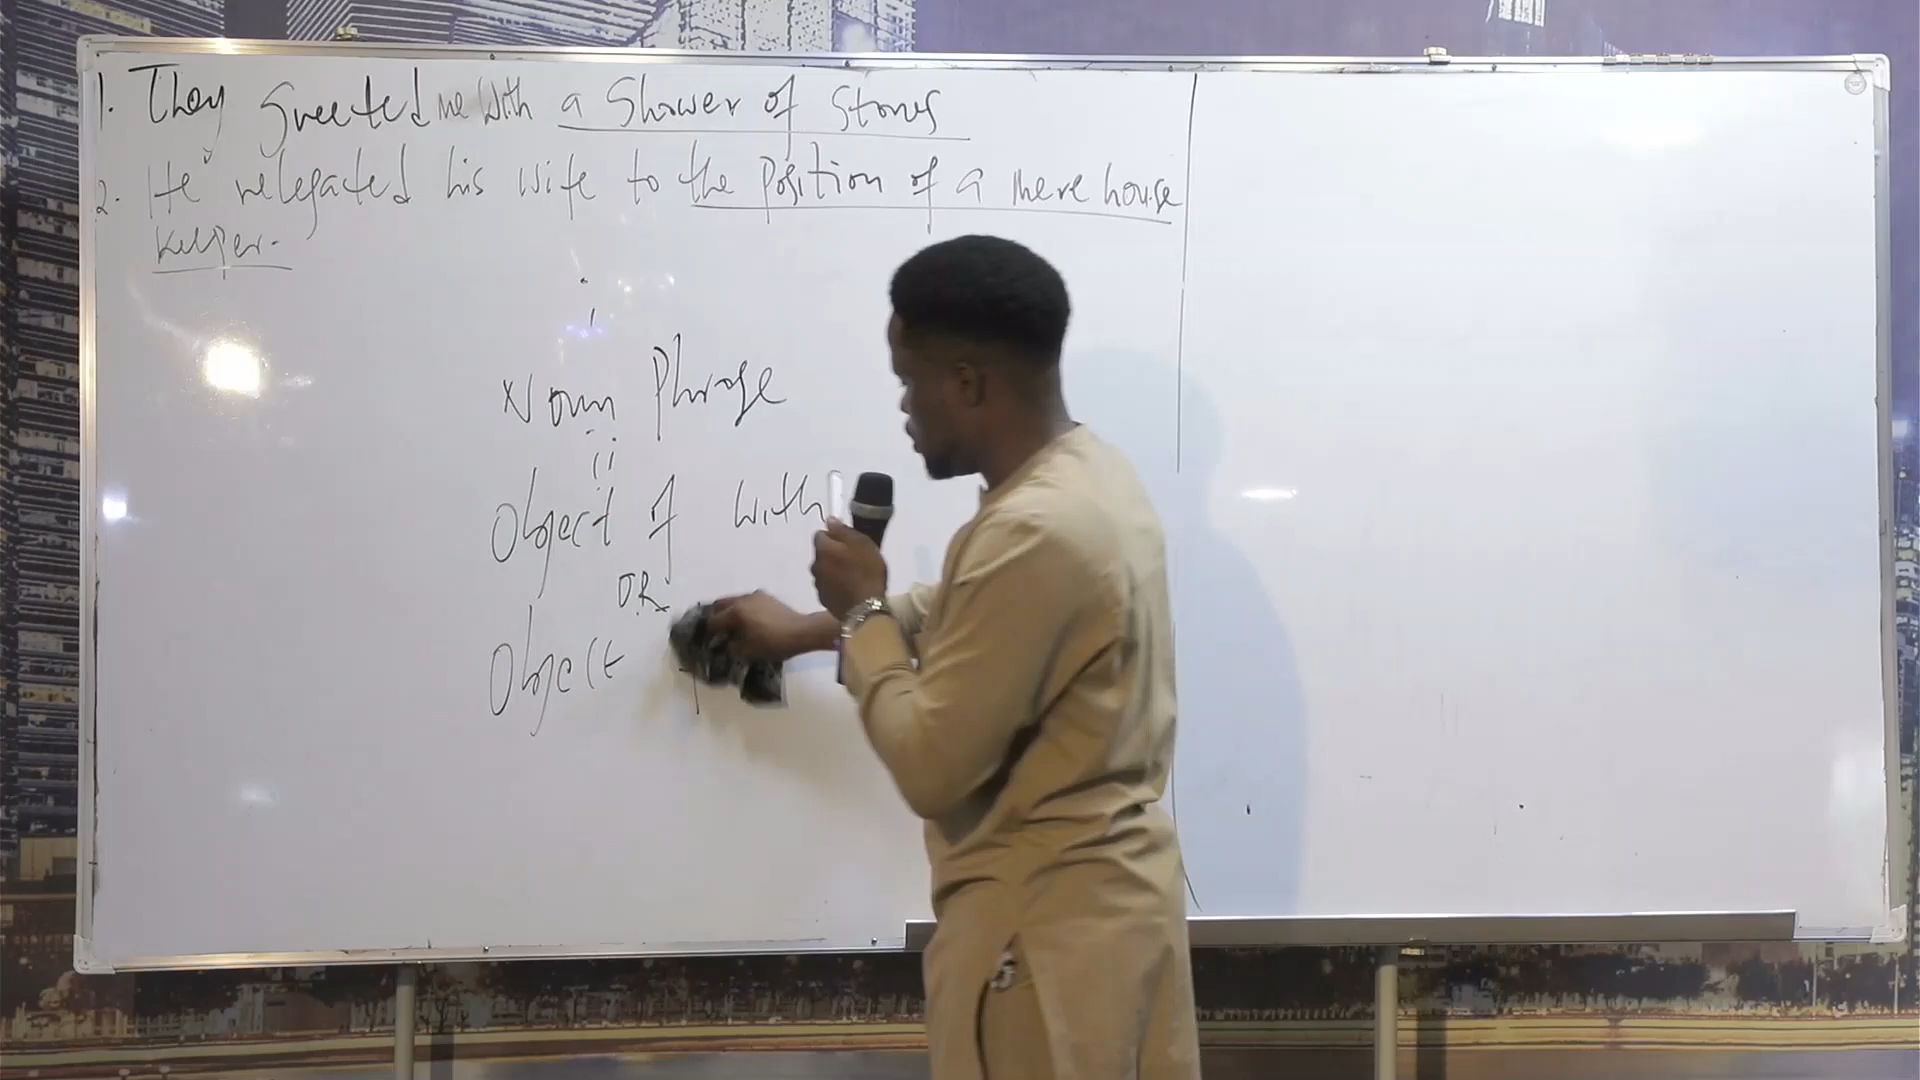 1. They greeted me with a shower of stones
2. He relegated his wife to the position of a mere house
keeper.
Noun Phrase
Object of with
OR
Object